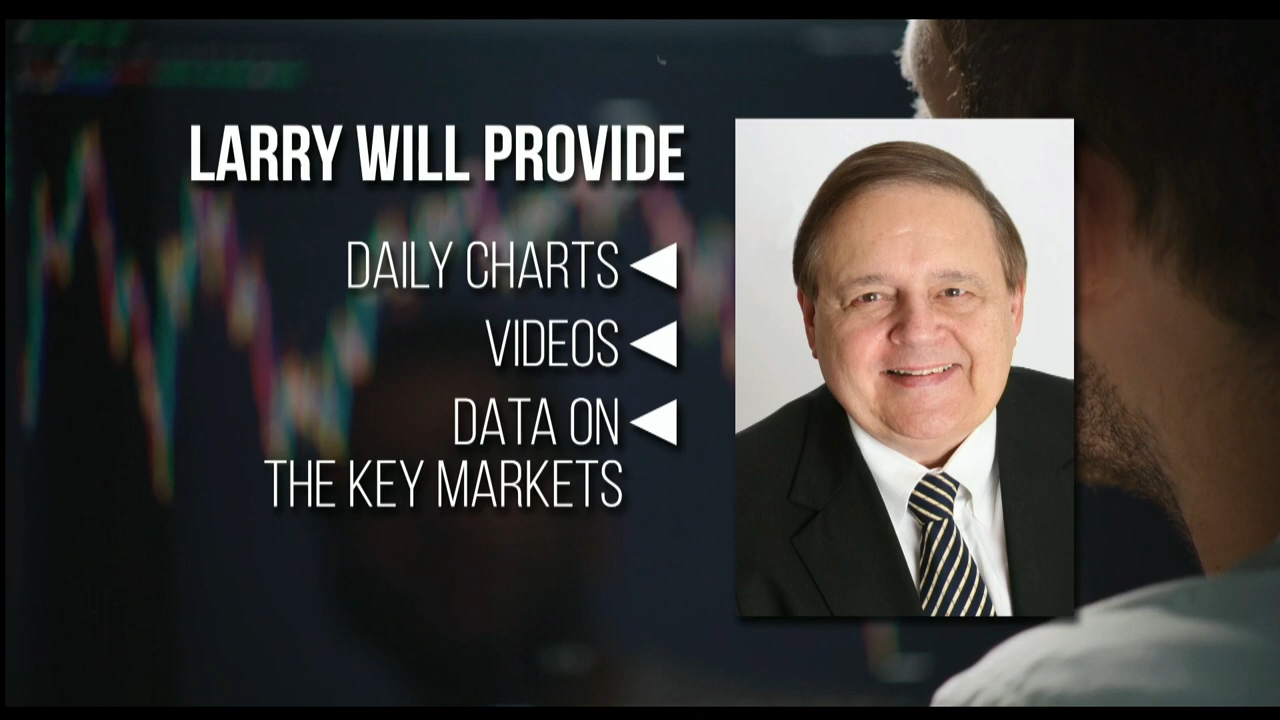 LARRY WILL PROVIDE
DAILY CHARTS
VIDEOS
DATA ON
THE KEY MARKETS